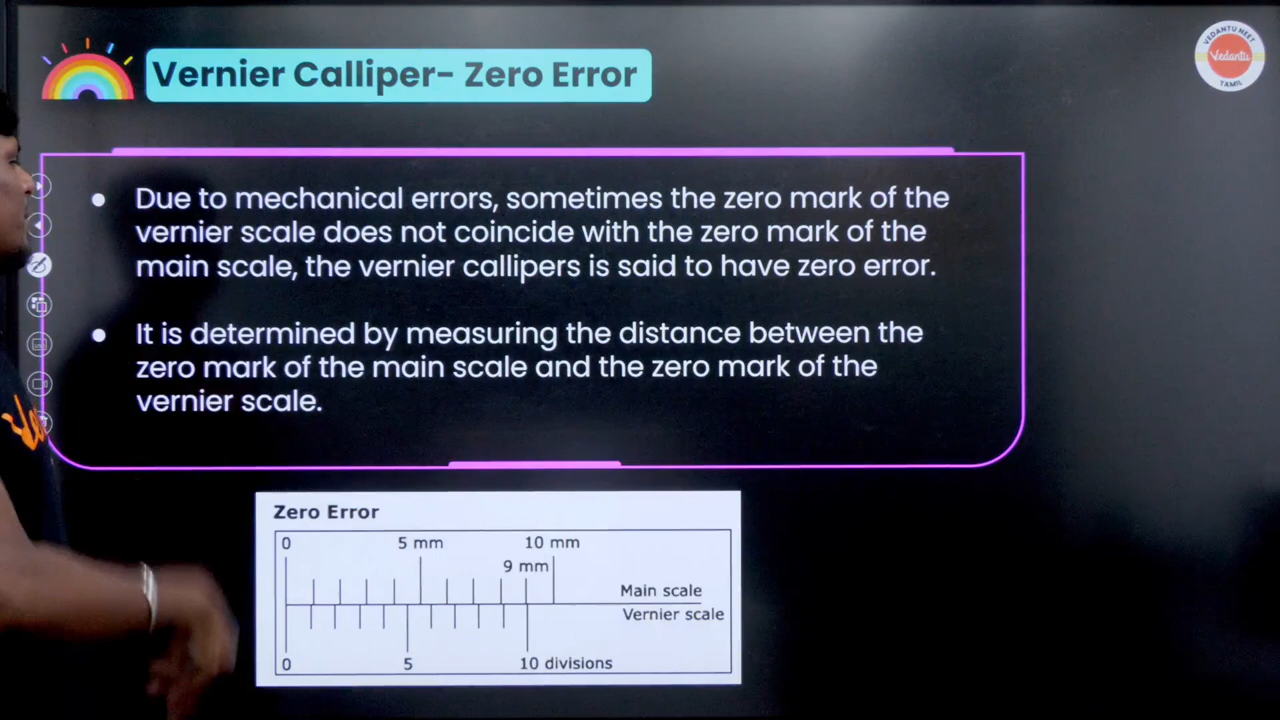 Vernier Calliper- Zero Error
VEDANTU NEET
Vedantu
TAMIL
● Due to mechanical errors, sometimes the zero mark of the
vernier scale does not coincide with the zero mark of the
main scale, the vernier callipers is said to have zero error.
● It is determined by measuring the distance between the
zero mark of the main scale and the zero mark of the
vernier scale.
Zero Error
0 5 mm 10 mm
9 mm
Main scale
Vernier scale
0 5 10 divisions